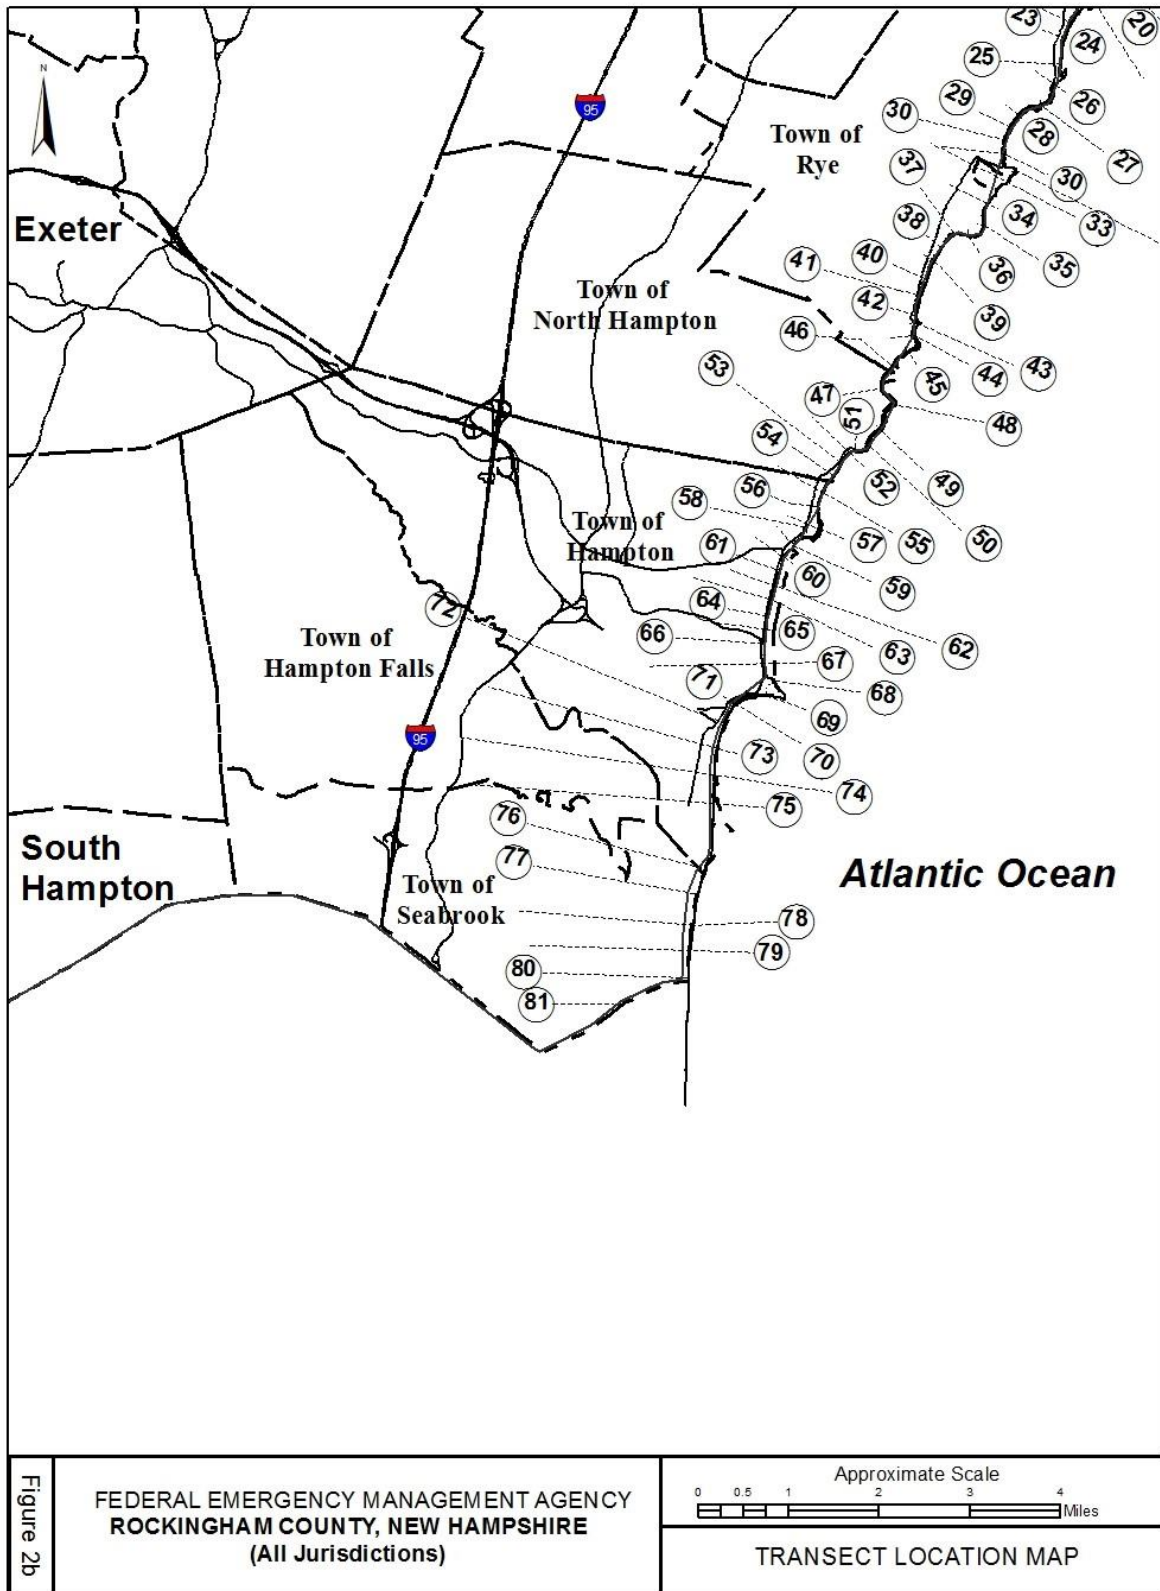 23
24
20
25
26
29
30
28
27
Town of
Rye
37
30
34
33
38
35
40
36
41
Exeter
42
39
Town of
North Hampton
46
43
44
45
53
47
51
48
54
52
49
56
58
Town of
Hampton
50
55
57
61
60
59
72
64
65
62
66
63
Town of
Hampton Falls
67
71
68
69
95
73
70
74
75
76
South
Hampton
77
Town of
Seabrook
Atlantic Ocean
78
79
80
81
95
Figure 2b
FEDERAL EMERGENCY MANAGEMENT AGENCY
ROCKINGHAM COUNTY, NEW HAMPSHIRE
(All Jurisdictions)
Approximate Scale
0 0.5 1 2 3 4
Miles
TRANSECT LOCATION MAP
N